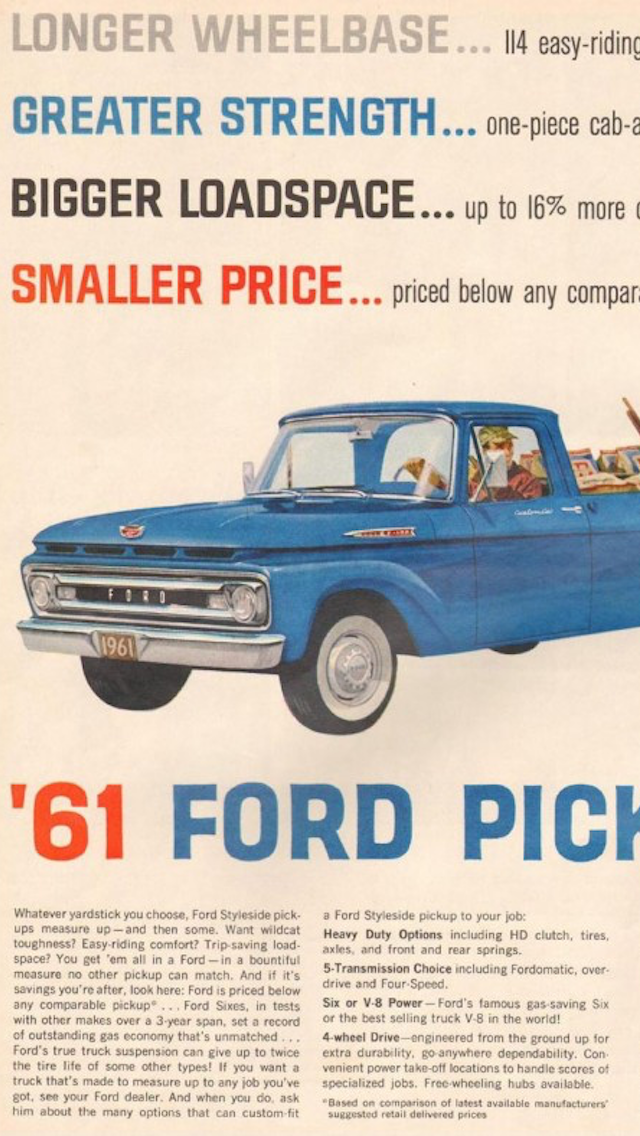 LONGER WHEELBASE... 114 easy-riding
GREATER STRENGTH... one-piece cab-a
BIGGER LOADSPACE... up to 16% more
SMALLER PRICE... priced below any compar
Customcab
FORD
1961
'61 FORD PICK
Whatever yardstick you choose, Ford Styleside pick-
ups measure up—and then some. Want wildcat
toughness? Easy-riding comfort? Trip-saving load-
space? You get 'em all in a Ford—in a bountiful
measure no other pickup can match. And if it's
savings you're after, look here: Ford is priced below
any comparable pickup* . . . Ford Sixes, in tests
with other makes over a 3-year span, set a record
of outstanding gas economy that's unmatched . . .
Ford's true truck suspension can give up to twice
the tire life of some other types! If you want a
truck that's made to measure up to any job you've
got, see your Ford dealer. And when you do, ask
him about the many options that can custom-fit
a Ford Styleside pickup to your job:
Heavy Duty Options including HD clutch, tires,
axles, and front and rear springs.
5-Transmission Choice including Fordomatic, over-
drive and Four-Speed.
Six or V-8 Power—Ford's famous gas-saving Six
or the best selling truck V-8 in the world!
4-wheel Drive—engineered from the ground up for
extra durability, go-anywhere dependability. Con-
venient power take-off locations to handle scores of
specialized jobs. Free-wheeling hubs available.
*Based on comparison of latest available manufacturers'
suggested retail delivered prices